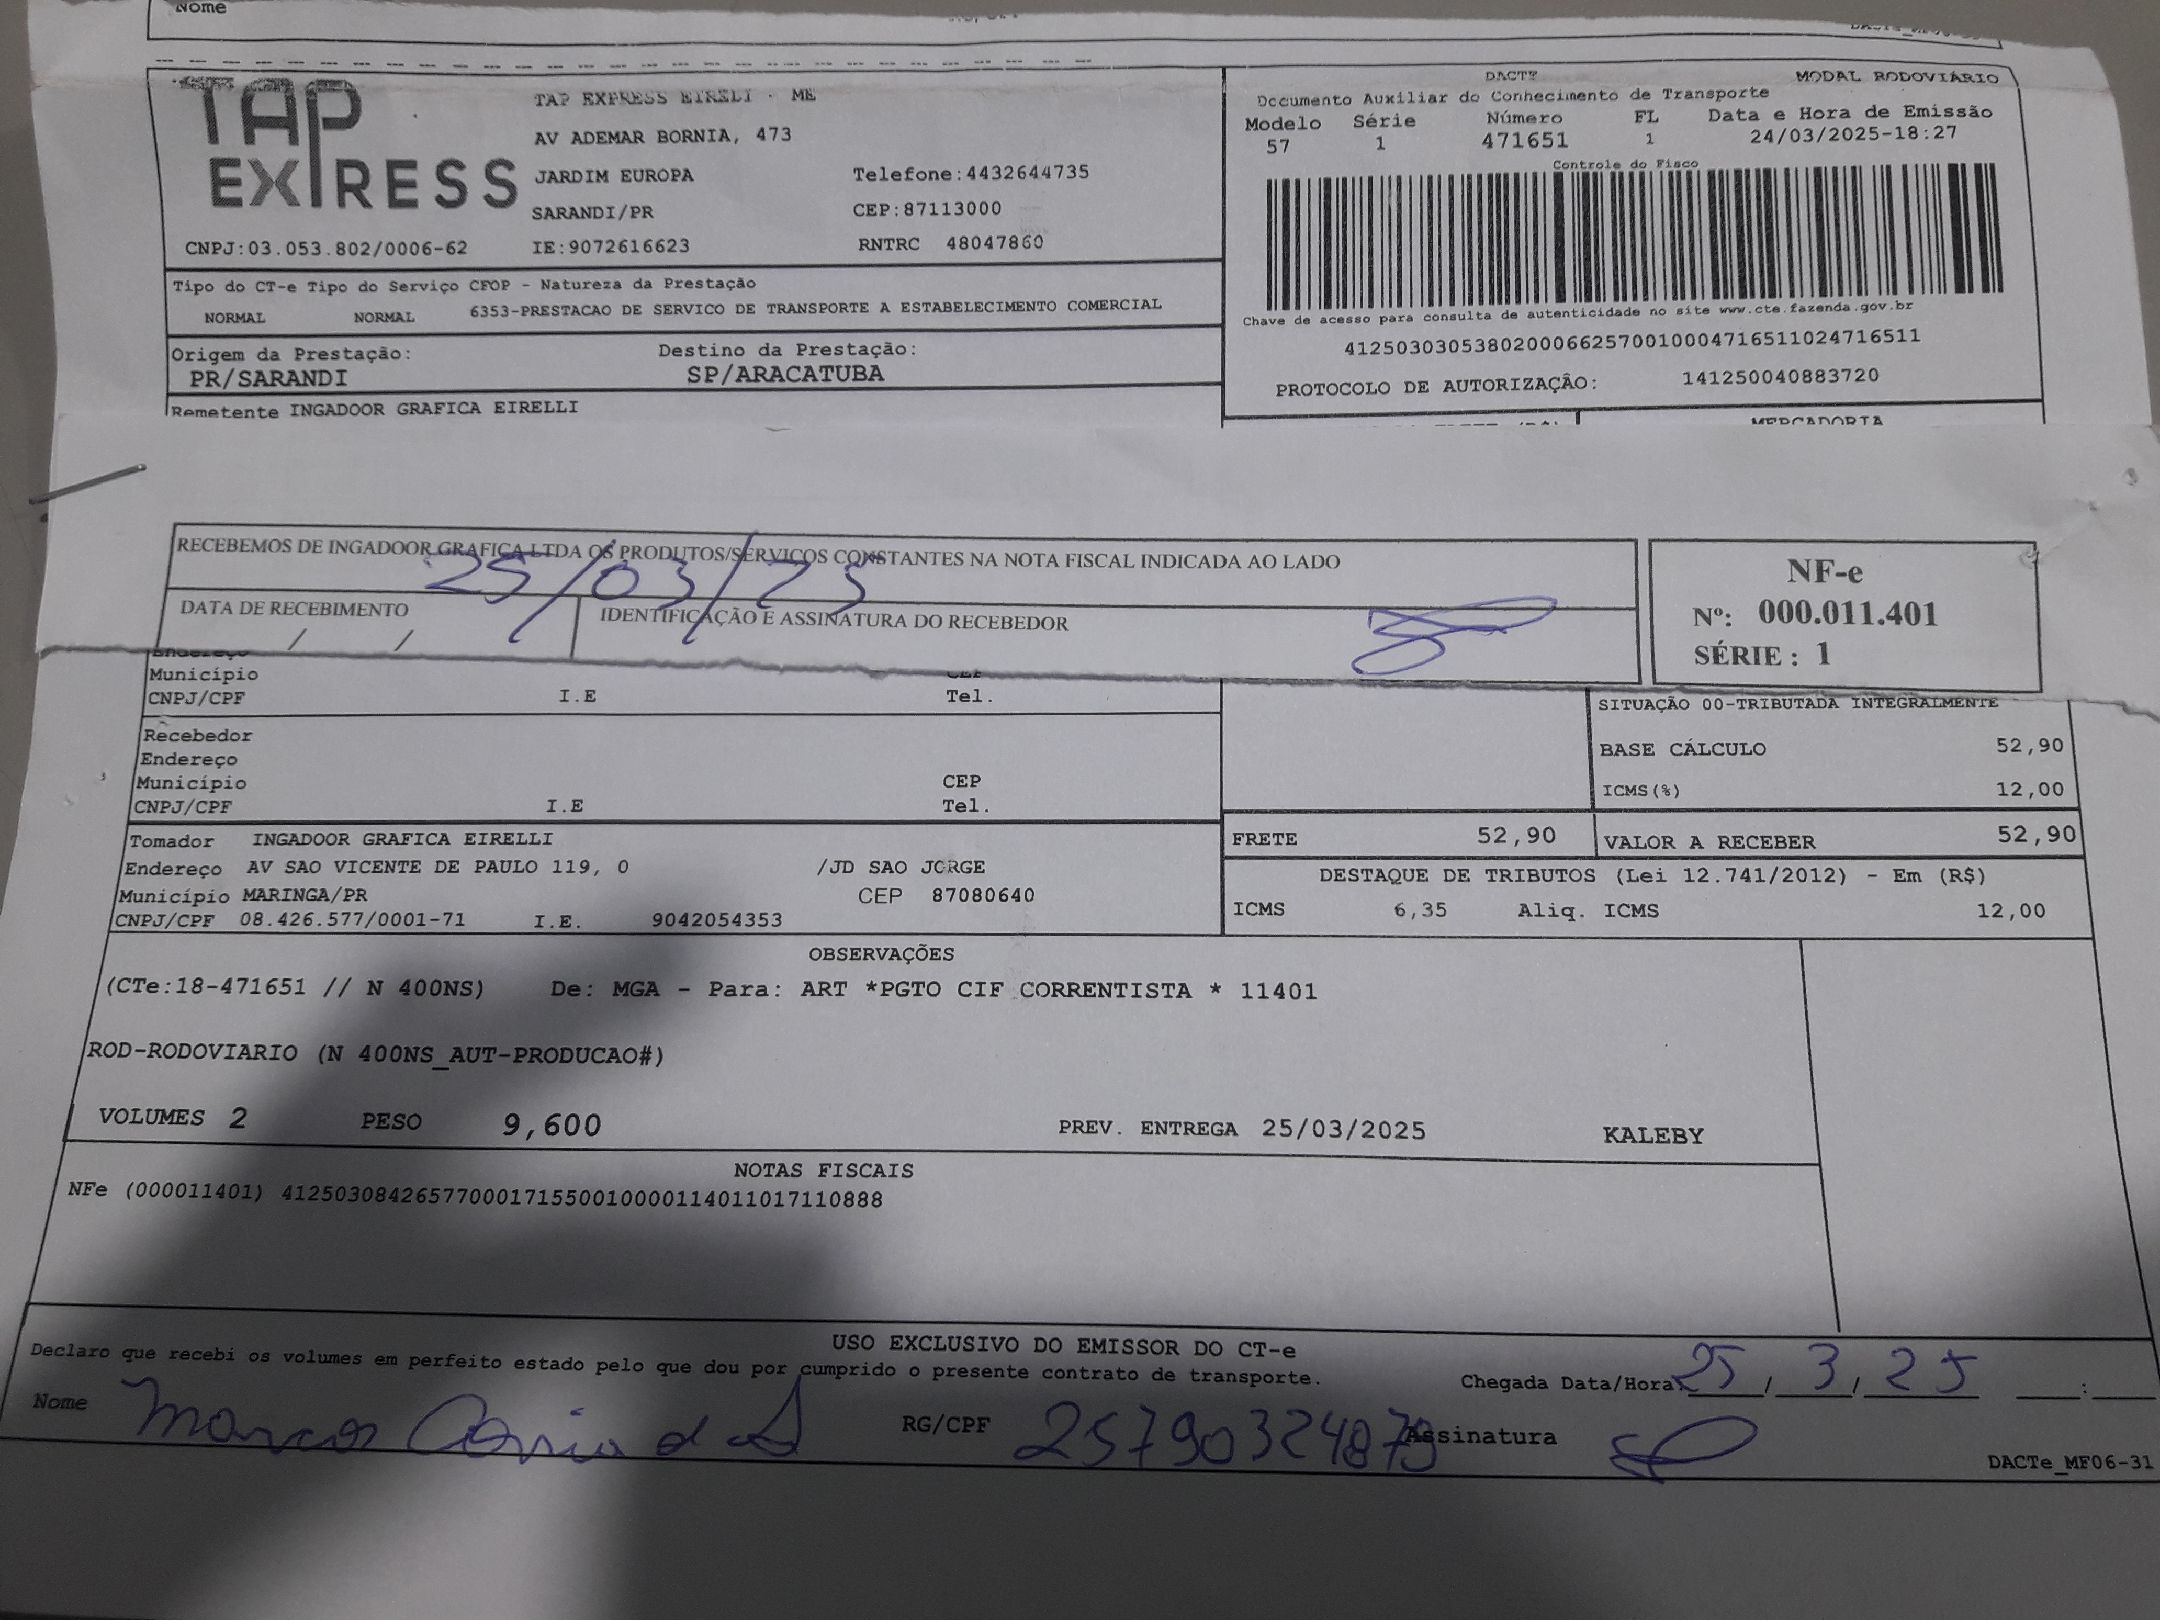 Nome
TAP EXPRESS
TAP EXPRESS EIRELI - ME
AV ADEMAR BORNIA, 473
JARDIM EUROPA Telefone:4432644735
SARANDI/PR CEP:87113000
CNPJ:03.053.802/0006-62 IE:9072616623 RNTRC 48047860
DACTE MODAL RODOVIÁRIO
Documento Auxiliar do Conhecimento de Transporte
Modelo Série Número FL Data e Hora de Emissão
57 1 471651 1 24/03/2025-18:27
Controle do Fisco
Chave de acesso para consulta de autenticidade no site www.cte.fazenda.gov.br
41250303053802000662570010004716511024716511
PROTOCOLO DE AUTORIZAÇÃO: 141250040883720
Tipo do CT-e Tipo do Serviço CFOP - Natureza da Prestação
NORMAL NORMAL 6353-PRESTACAO DE SERVICO DE TRANSPORTE A ESTABELECIMENTO COMERCIAL
Origem da Prestação: Destino da Prestação:
PR/SARANDI SP/ARACATUBA
Remetente INGADOOR GRAFICA EIRELLI
MERCADORIA
RECEBEMOS DE INGADOOR GRAFICA LTDA OS PRODUTOS/SERVIÇOS CONSTANTES NA NOTA FISCAL INDICADA AO LADO
25/03/25
DATA DE RECEBIMENTO IDENTIFICAÇÃO E ASSINATURA DO RECEBEDOR
/ /
NF-e
Nº: 000.011.401
SÉRIE : 1
Endereço
Município CEP
CNPJ/CPF I.E Tel.
Recebedor
Endereço
Município CEP
CNPJ/CPF I.E Tel.
SITUAÇÃO 00-TRIBUTADA INTEGRALMENTE
BASE CÁLCULO 52,90
ICMS(%) 12,00
FRETE 52,90 VALOR A RECEBER 52,90
Tomador INGADOOR GRAFICA EIRELLI
Endereço AV SAO VICENTE DE PAULO 119, 0 /JD SAO JORGE
Município MARINGA/PR CEP 87080640
CNPJ/CPF 08.426.577/0001-71 I.E. 9042054353
DESTAQUE DE TRIBUTOS (Lei 12.741/2012) - Em (R$)
ICMS 6,35 Aliq. ICMS 12,00
OBSERVAÇÕES
(CTe:18-471651 // N 400NS) De: MGA - Para: ART *PGTO CIF CORRENTISTA * 11401
ROD-RODOVIARIO (N 400NS_AUT-PRODUCAO#)
VOLUMES 2 PESO 9,600 PREV. ENTREGA 25/03/2025 KALEBY
NOTAS FISCAIS
NFe (000011401) 41250308426577000171550010000114011017110888
USO EXCLUSIVO DO EMISSOR DO CT-e
Declaro que recebi os volumes em perfeito estado pelo que dou por cumprido o presente contrato de transporte.
Chegada Data/Hora: 25/3/25 :
Nome Marcos RG/CPF 25790324879 Assinatura
DACTe_MF06-31